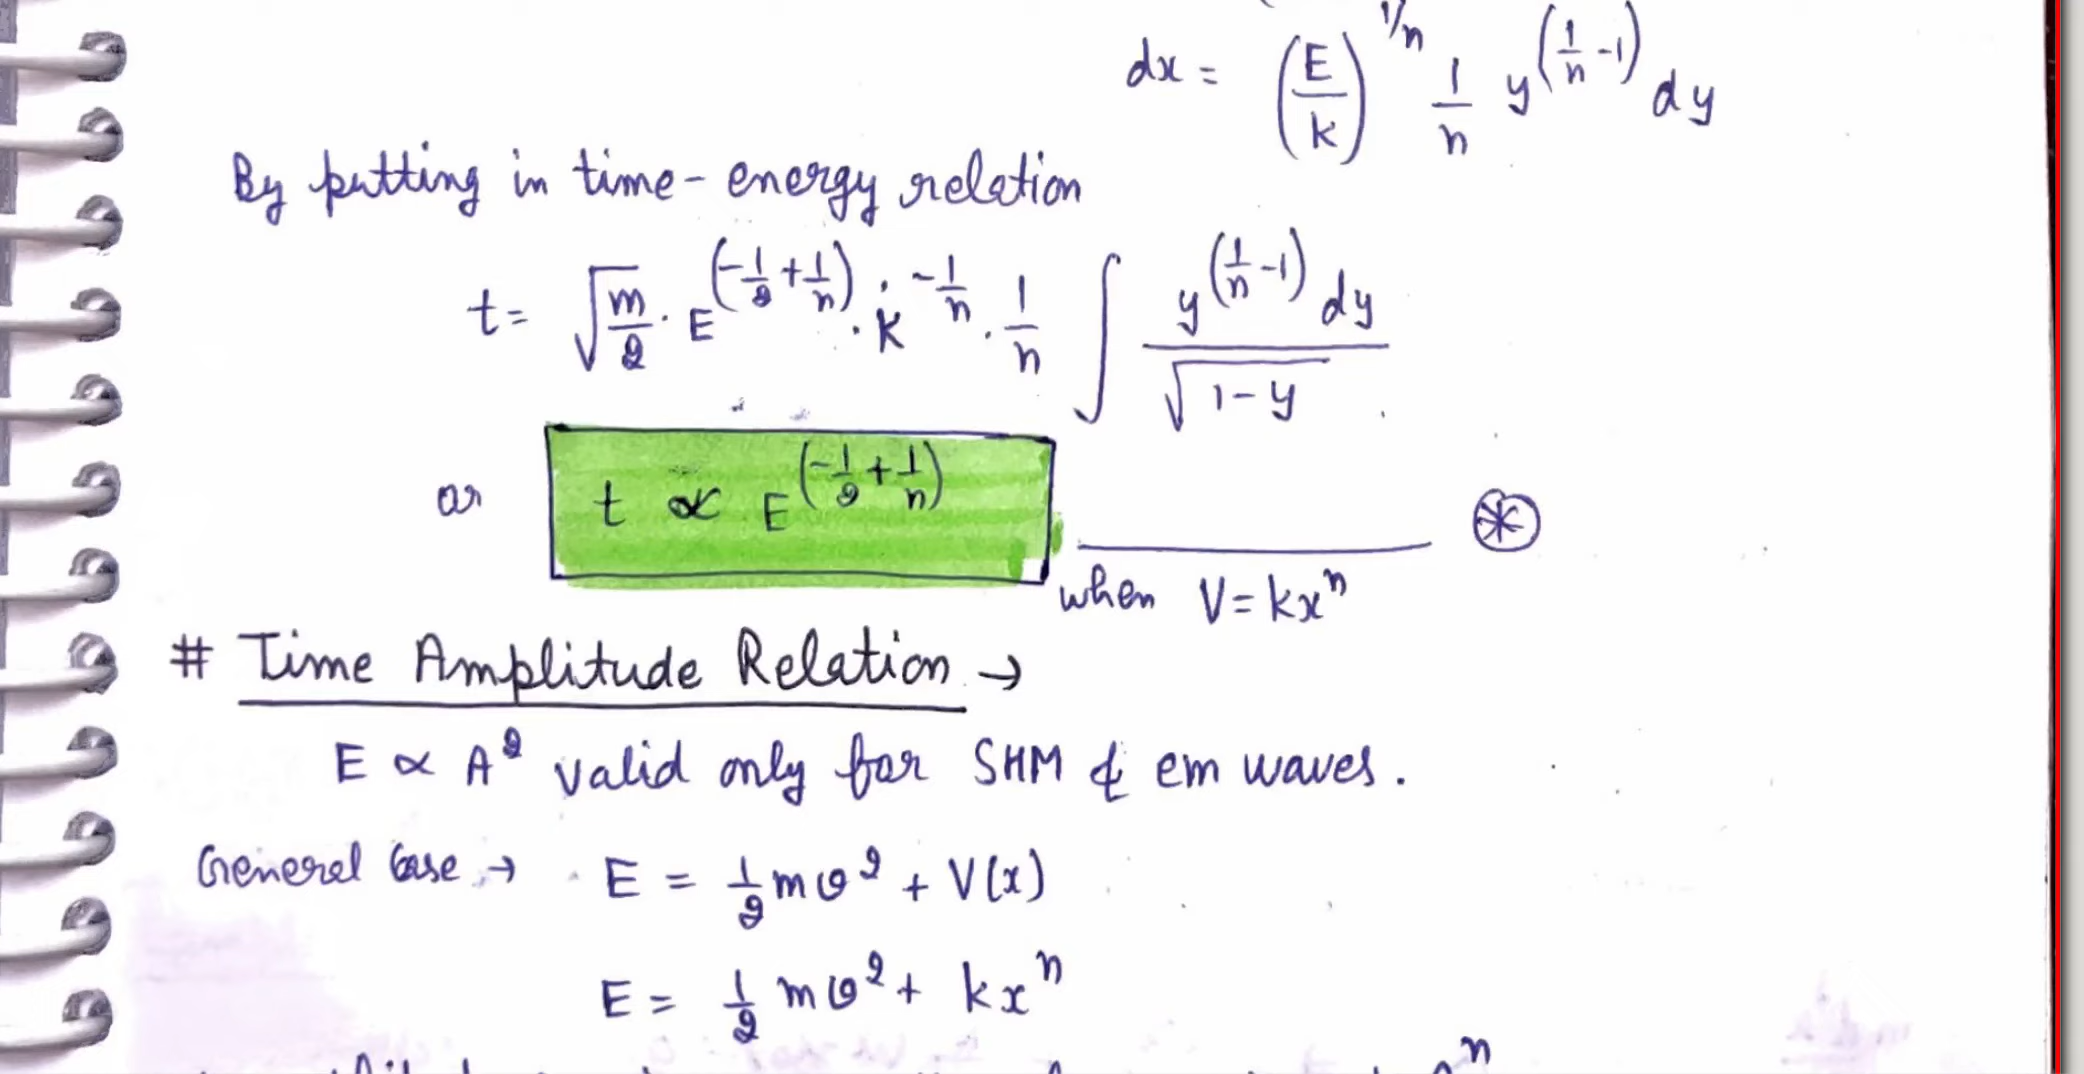 dx = (E/k)^(1/n) 1/n y^(1/n - 1) dy
By putting in time-energy relation
t = √(m/2) · E^(-1/2 + 1/n) · k^(-1/n) · 1/n ∫ y^(1/n - 1) dy / √(1-y)
or t ∝ E^(-1/2 + 1/n) ⊛
when V = kx^n
# Time Amplitude Relation →
E ∝ A² valid only for SHM & em waves.
General Case → E = 1/2 mv² + V(x)
E = 1/2 mv² + kx^n